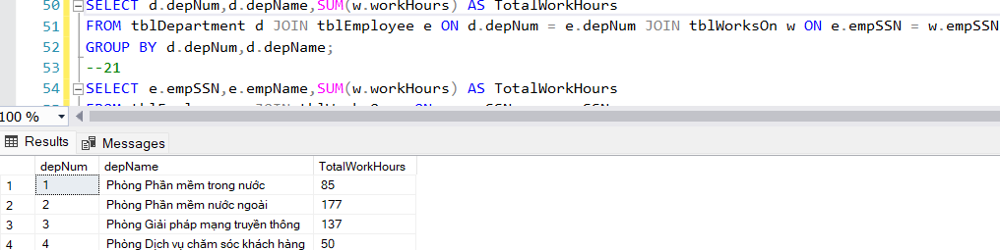 50 SELECT d.depNum,d.depName,SUM(w.workHours) AS TotalWorkHours
51 FROM tblDepartment d JOIN tblEmployee e ON d.depNum = e.depNum JOIN tblWorksOn w ON e.empSSN = w.empSSN
52 GROUP BY d.depNum,d.depName;
53 --21
54 SELECT e.empSSN,e.empName,SUM(w.workHours) AS TotalWorkHours
100 %
Results Messages
depNum depName TotalWorkHours
1 1 Phòng Phần mềm trong nước 85
2 2 Phòng Phần mềm nước ngoài 177
3 3 Phòng Giải pháp mạng truyền thông 137
4 4 Phòng Dịch vụ chăm sóc khách hàng 50